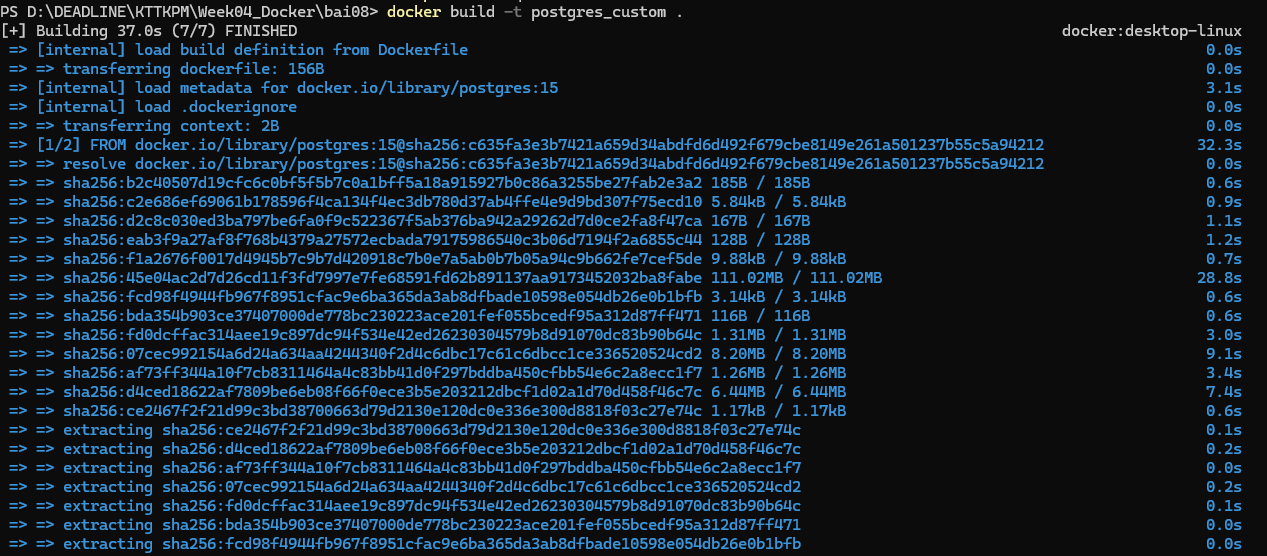 PS D:\DEADLINE\KTTKPM\Week04_Docker\bai08> docker build -t postgres_custom .
[+] Building 37.0s (7/7) FINISHED docker:desktop-linux
=> [internal] load build definition from Dockerfile 0.0s
=> => transferring dockerfile: 156B 0.0s
=> [internal] load metadata for docker.io/library/postgres:15 3.1s
=> [internal] load .dockerignore 0.0s
=> => transferring context: 2B 0.0s
=> [1/2] FROM docker.io/library/postgres:15@sha256:c635fa3e3b7421a659d34abdfd6d492f679cbe8149e261a501237b55c5a94212 32.3s
=> => resolve docker.io/library/postgres:15@sha256:c635fa3e3b7421a659d34abdfd6d492f679cbe8149e261a501237b55c5a94212 0.0s
=> => sha256:b2c40507d19cfc6c0bf5f5b7c0a1bff5a18a915927b0c86a3255be27fab2e3a2 185B / 185B 0.6s
=> => sha256:c2e686ef69061b178596f4ca134f4ec3db780d37ab4ffe4e9d9bd307f75ecd10 5.84kB / 5.84kB 0.9s
=> => sha256:d2c8c030ed3ba797be6fa0f9c522367f5ab376ba942a29262d7d0ce2fa8f47ca 167B / 167B 1.1s
=> => sha256:eab3f9a27af8f768b4379a27572ecbada79175986540c3b06d7194f2a6855c44 128B / 128B 1.2s
=> => sha256:f1a2676f0017d4945b7c9b7d420918c7b0e7a5ab0b7b05a94c9b662fe7cef5de 9.88kB / 9.88kB 0.7s
=> => sha256:45e04ac2d7d26cd11f3fd7997e7fe68591fd62b891137aa9173452032ba8fabe 111.02MB / 111.02MB 28.8s
=> => sha256:fcd98f4944fb967f8951cfac9e6ba365da3ab8dfbade10598e054db26e0b1bfb 3.14kB / 3.14kB 0.6s
=> => sha256:bda354b903ce37407000de778bc230223ace201fef055bcedf95a312d87ff471 116B / 116B 0.6s
=> => sha256:fd0dcffac314aee19c897dc94f534e42ed26230304579b8d91070dc83b90b64c 1.31MB / 1.31MB 3.0s
=> => sha256:07cec992154a6d24a634aa4244340f2d4c6dbc17c61c6dbcc1ce336520524cd2 8.20MB / 8.20MB 9.1s
=> => sha256:af73ff344a10f7cb8311464a4c83bb41d0f297bddba450cfbb54e6c2a8ecc1f7 1.26MB / 1.26MB 3.4s
=> => sha256:d4ced18622af7809be6eb08f66f0ece3b5e203212dbcf1d02a1d70d458f46c7c 6.44MB / 6.44MB 7.4s
=> => sha256:ce2467f2f21d99c3bd38700663d79d2130e120dc0e336e300d8818f03c27e74c 1.17kB / 1.17kB 0.6s
=> => extracting sha256:ce2467f2f21d99c3bd38700663d79d2130e120dc0e336e300d8818f03c27e74c 0.1s
=> => extracting sha256:d4ced18622af7809be6eb08f66f0ece3b5e203212dbcf1d02a1d70d458f46c7c 0.2s
=> => extracting sha256:af73ff344a10f7cb8311464a4c83bb41d0f297bddba450cfbb54e6c2a8ecc1f7 0.0s
=> => extracting sha256:07cec992154a6d24a634aa4244340f2d4c6dbc17c61c6dbcc1ce336520524cd2 0.2s
=> => extracting sha256:fd0dcffac314aee19c897dc94f534e42ed26230304579b8d91070dc83b90b64c 0.1s
=> => extracting sha256:bda354b903ce37407000de778bc230223ace201fef055bcedf95a312d87ff471 0.0s
=> => extracting sha256:fcd98f4944fb967f8951cfac9e6ba365da3ab8dfbade10598e054db26e0b1bfb 0.0s